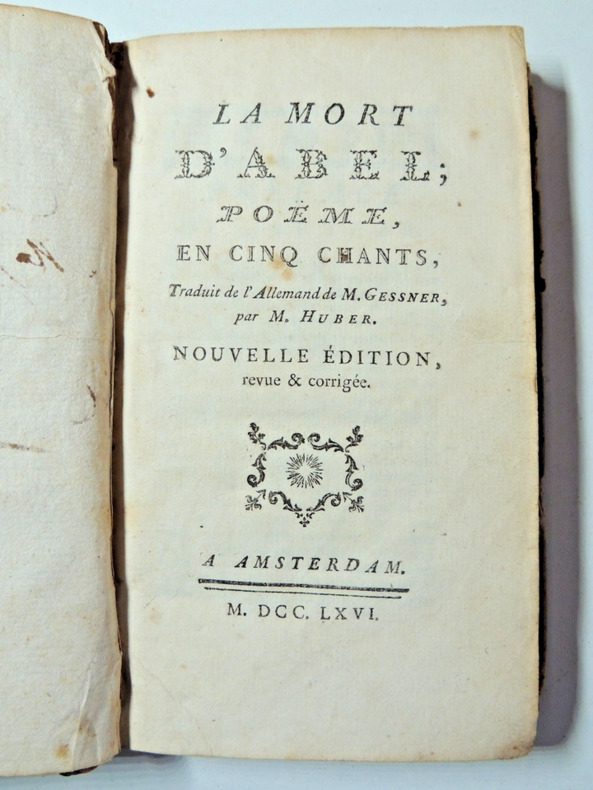 LA MORT
D'ABEL;
POËME,
EN CINQ CHANTS,
Traduit de l'Allemand de M. GESSNER,
par M. HUBER.
NOUVELLE ÉDITION,
revue & corrigée.
A AMSTERDAM.
M. DCC. LXVI.